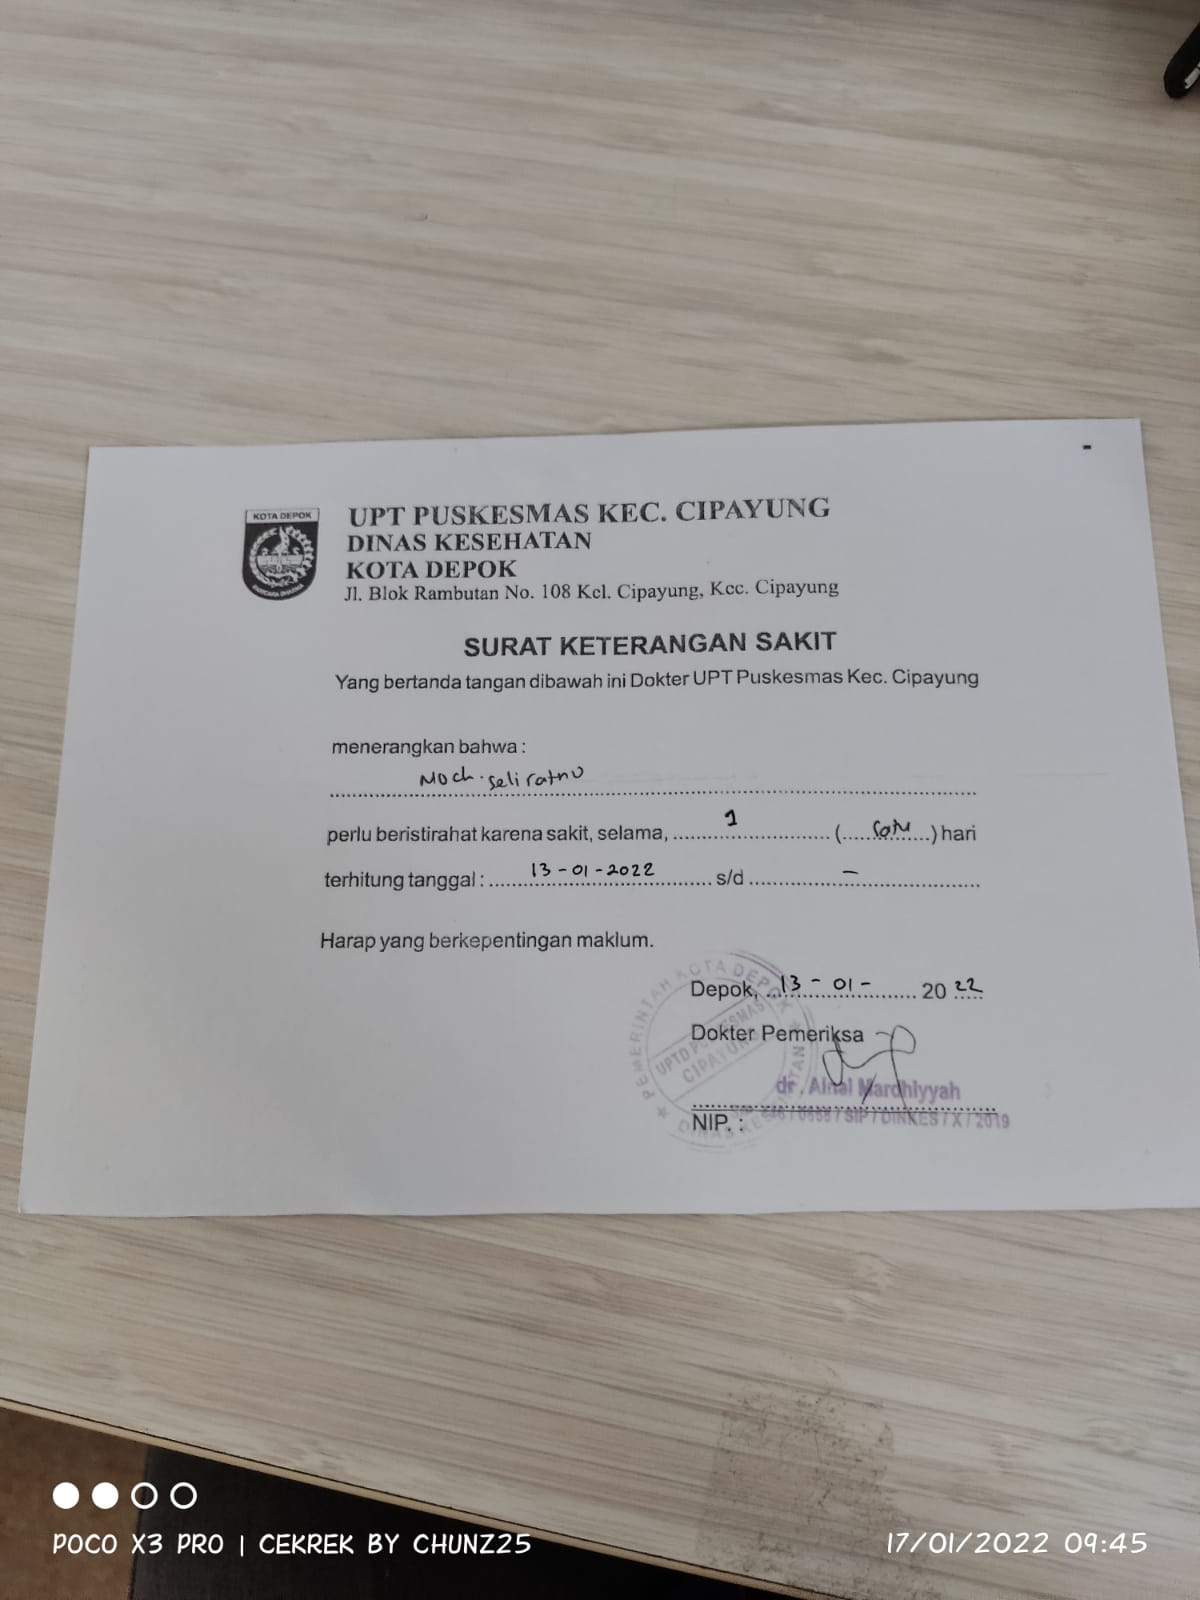 KOTA DEPOK
UPT PUSKESMAS KEC. CIPAYUNG
DINAS KESEHATAN
KOTA DEPOK
Jl. Blok Rambutan No. 108 Kel. Cipayung, Kec. Cipayung
SURAT KETERANGAN SAKIT
Yang bertanda tangan dibawah ini Dokter UPT Puskesmas Kec. Cipayung
menerangkan bahwa :
Moch. Seli ratno
perlu beristirahat karena sakit, selama, 1 (satu) hari
terhitung tanggal : 13-01-2022 s/d -
Harap yang berkepentingan maklum.
Depok, 13-01- 2022
Dokter Pemeriksa
PEMERINTAH KOTA DEPOK
UPTD PUSKESMAS
CIPAYUNG
DINAS KESEHATAN
dr. Mardhiyyah
NIP. : / SIP / DINKES / X / 2019
POCO X3 PRO | CEKREK BY CHUNZ25
17/01/2022 09:45